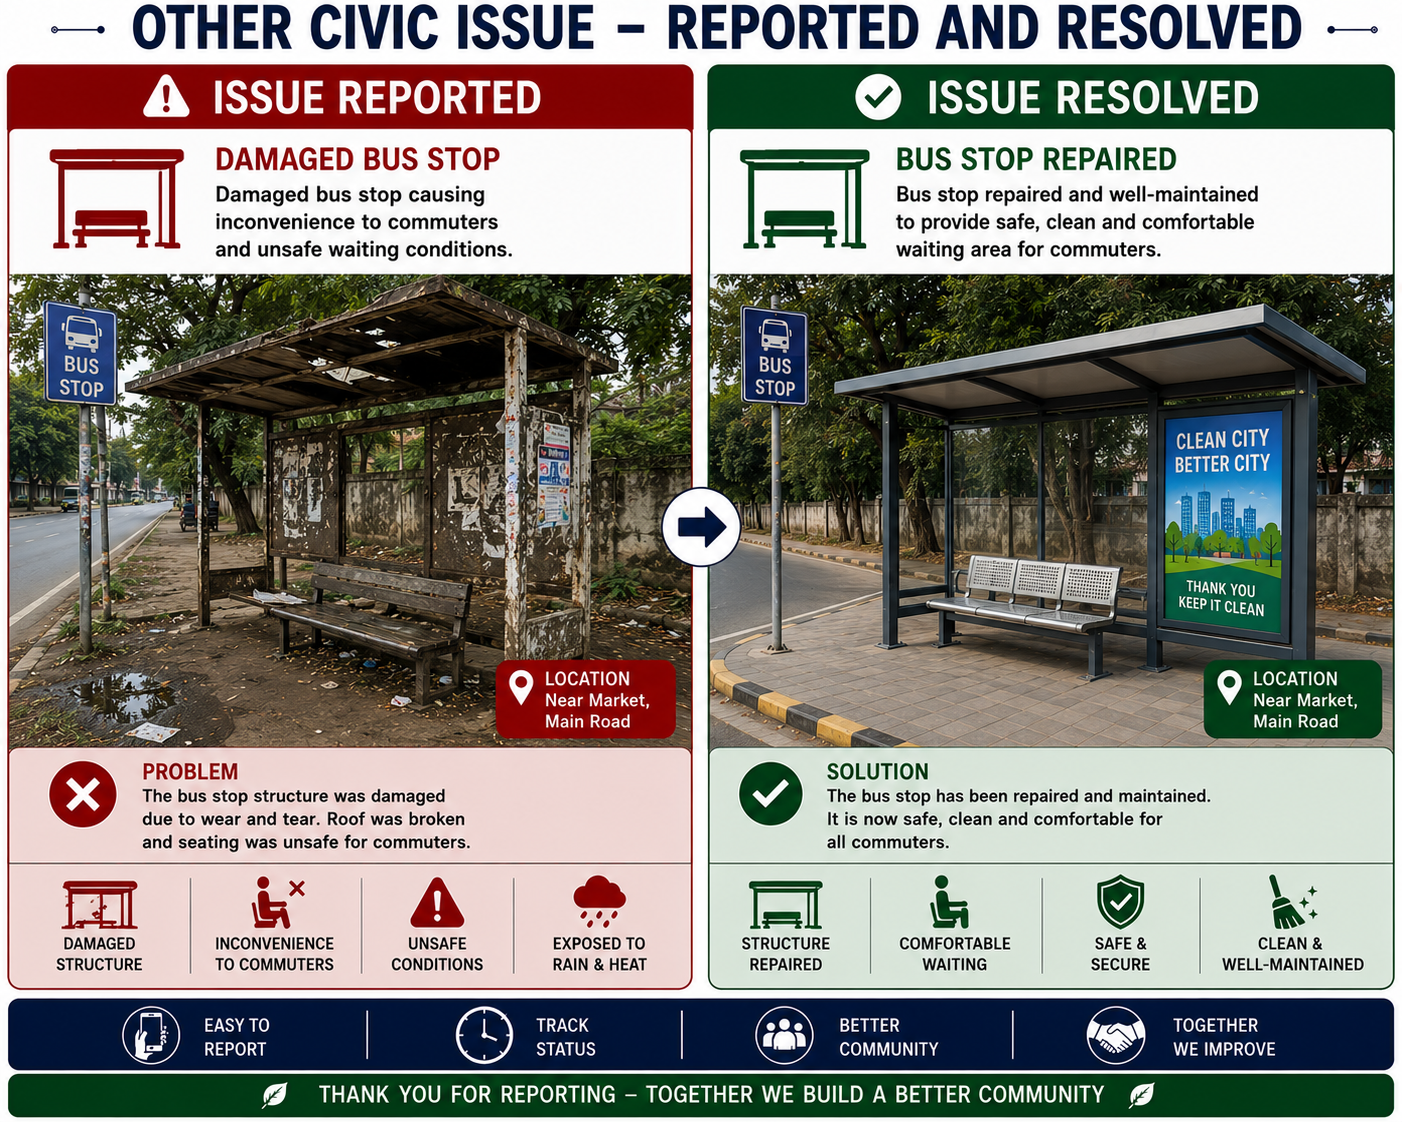 OTHER CIVIC ISSUE – REPORTED AND RESOLVED
ISSUE REPORTED
DAMAGED BUS STOP
Damaged bus stop causing
inconvenience to commuters
and unsafe waiting conditions.
BUS
STOP
LOCATION
Near Market,
Main Road
PROBLEM
The bus stop structure was damaged
due to wear and tear. Roof was broken
and seating was unsafe for commuters.
DAMAGED
STRUCTURE
INCONVENIENCE
TO COMMUTERS
UNSAFE
CONDITIONS
EXPOSED TO
RAIN & HEAT
ISSUE RESOLVED
BUS STOP REPAIRED
Bus stop repaired and well-maintained
to provide safe, clean and comfortable
waiting area for commuters.
BUS
STOP
CLEAN CITY
BETTER CITY
THANK YOU
KEEP IT CLEAN
LOCATION
Near Market,
Main Road
SOLUTION
The bus stop has been repaired and maintained.
It is now safe, clean and comfortable for
all commuters.
STRUCTURE
REPAIRED
COMFORTABLE
WAITING
SAFE &
SECURE
CLEAN &
WELL-MAINTAINED
EASY TO
REPORT
TRACK
STATUS
BETTER
COMMUNITY
TOGETHER
WE IMPROVE
THANK YOU FOR REPORTING – TOGETHER WE BUILD A BETTER COMMUNITY